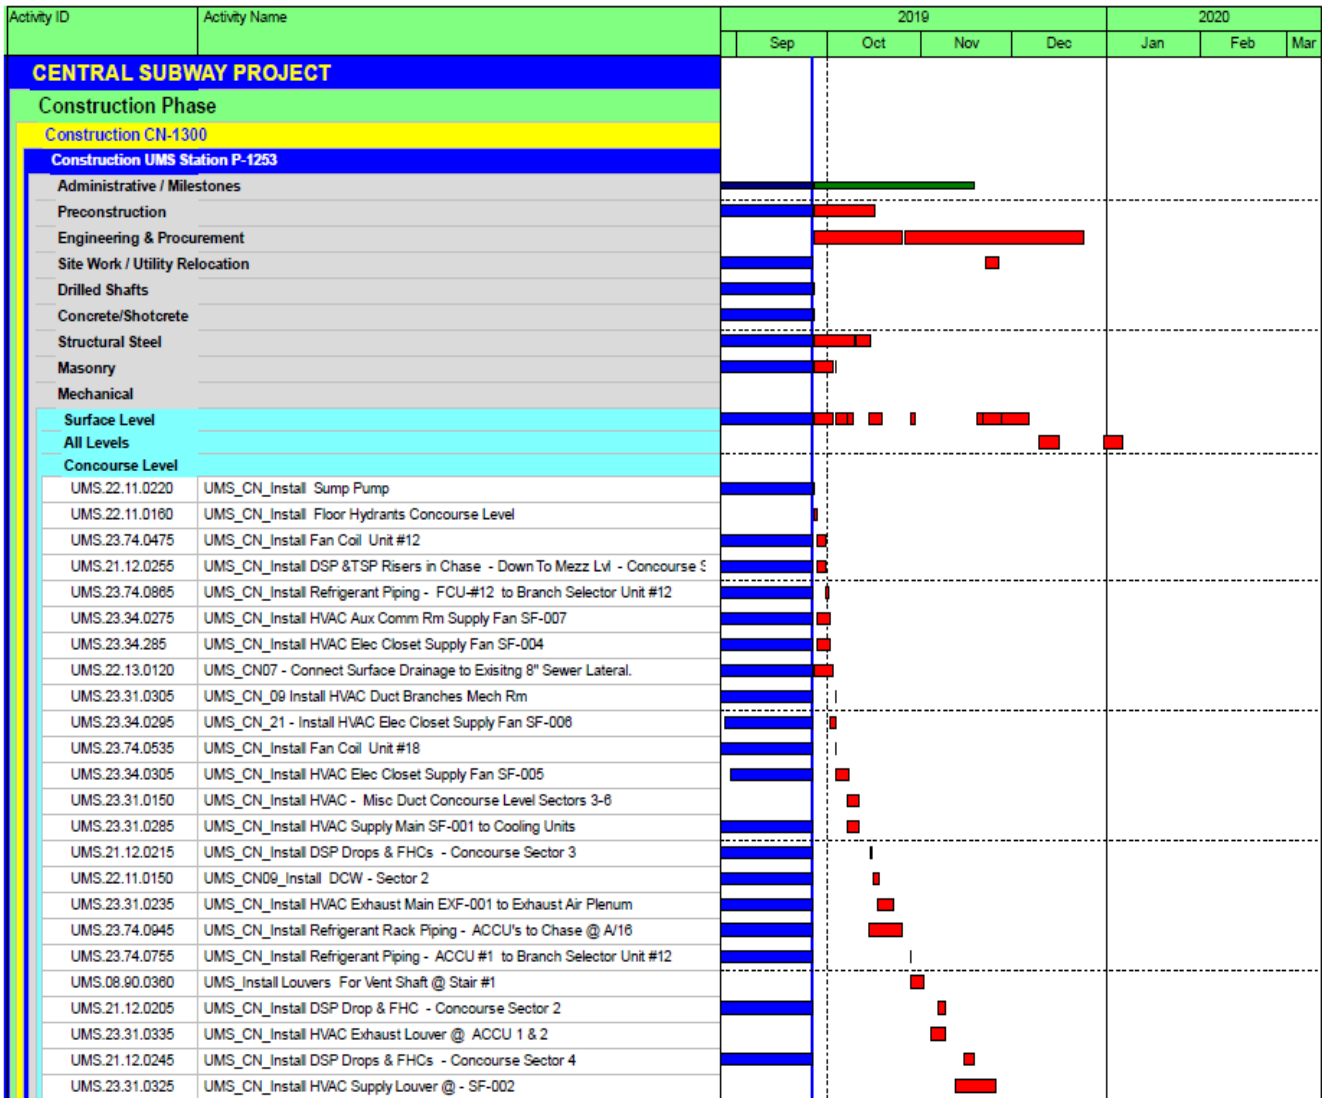 Activity ID Activity Name 2019 2020
Sep Oct Nov Dec Jan Feb Mar
CENTRAL SUBWAY PROJECT
Construction Phase
Construction CN-1300
Construction UMS Station P-1253
Administrative / Milestones
Preconstruction
Engineering & Procurement
Site Work / Utility Relocation
Drilled Shafts
Concrete/Shotcrete
Structural Steel
Masonry
Mechanical
Surface Level
All Levels
Concourse Level
UMS.22.11.0220 UMS_CN_Install Sump Pump
UMS.22.11.0160 UMS_CN_Install Floor Hydrants Concourse Level
UMS.23.74.0475 UMS_CN_Install Fan Coil Unit #12
UMS.21.12.0255 UMS_CN_Install DSP &TSP Risers in Chase - Down To Mezz Lvl - Concourse S
UMS.23.74.0865 UMS_CN_Install Refrigerant Piping - FCU-#12 to Branch Selector Unit #12
UMS.23.34.0275 UMS_CN_Install HVAC Aux Comm Rm Supply Fan SF-007
UMS.23.34.285 UMS_CN_Install HVAC Elec Closet Supply Fan SF-004
UMS.22.13.0120 UMS_CN07 - Connect Surface Drainage to Exisitng 8" Sewer Lateral.
UMS.23.31.0305 UMS_CN_09 Install HVAC Duct Branches Mech Rm
UMS.23.34.0295 UMS_CN_21 - Install HVAC Elec Closet Supply Fan SF-006
UMS.23.74.0535 UMS_CN_Install Fan Coil Unit #18
UMS.23.34.0305 UMS_CN_Install HVAC Elec Closet Supply Fan SF-005
UMS.23.31.0150 UMS_CN_Install HVAC - Misc Duct Concourse Level Sectors 3-6
UMS.23.31.0285 UMS_CN_Install HVAC Supply Main SF-001 to Cooling Units
UMS.21.12.0215 UMS_CN_Install DSP Drops & FHCs - Concourse Sector 3
UMS.22.11.0150 UMS_CN09_Install DCW - Sector 2
UMS.23.31.0235 UMS_CN_Install HVAC Exhaust Main EXF-001 to Exhaust Air Plenum
UMS.23.74.0945 UMS_CN_Install Refrigerant Rack Piping - ACCU's to Chase @ A/16
UMS.23.74.0755 UMS_CN_Install Refrigerant Piping - ACCU #1 to Branch Selector Unit #12
UMS.08.90.0360 UMS_Install Louvers For Vent Shaft @ Stair #1
UMS.21.12.0205 UMS_CN_Install DSP Drop & FHC - Concourse Sector 2
UMS.23.31.0335 UMS_CN_Install HVAC Exhaust Louver @ ACCU 1 & 2
UMS.21.12.0245 UMS_CN_Install DSP Drops & FHCs - Concourse Sector 4
UMS.23.31.0325 UMS_CN_Install HVAC Supply Louver @ - SF-002